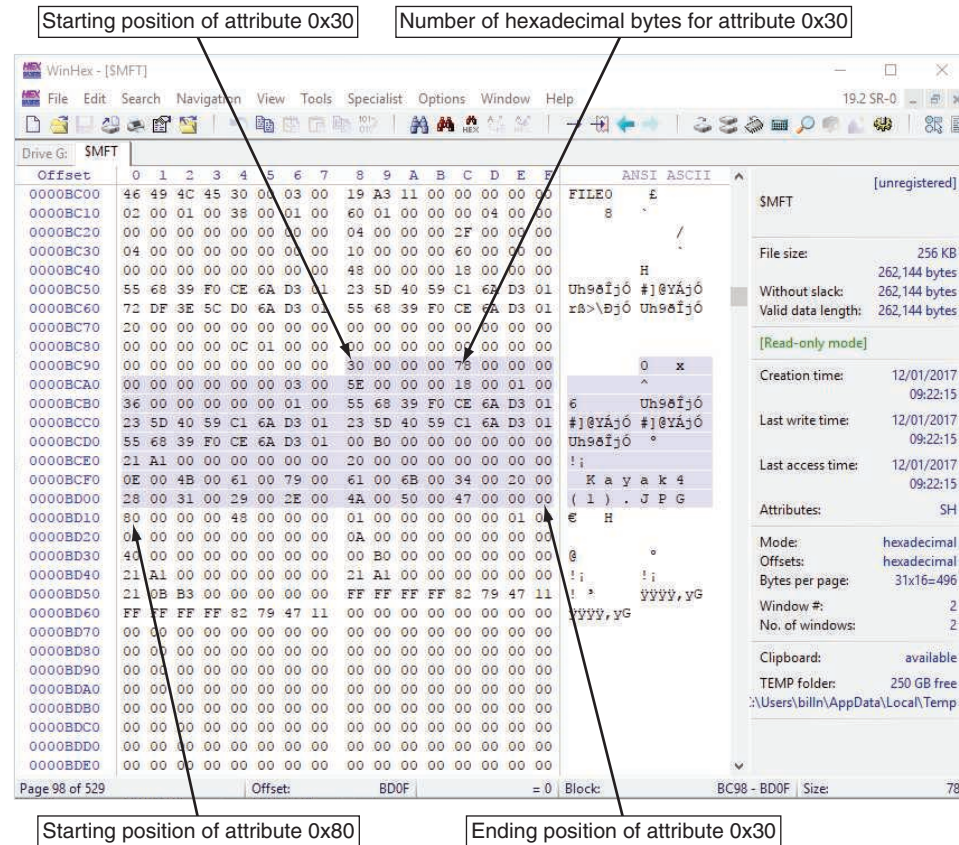 Starting position of attribute 0x30
Number of hexadecimal bytes for attribute 0x30
WinHex - [$MFT]
File Edit Search Navigation View Tools Specialist Options Window Help 19.2 SR-0
Drive G: $MFT
Offset 0 1 2 3 4 5 6 7 8 9 A B C D E F ANSI ASCII
0000BC00 46 49 4C 45 30 00 03 00 19 A3 11 00 00 00 00 00 FILE0 £
0000BC10 02 00 01 00 38 00 01 00 60 01 00 00 00 04 00 00 8 `
0000BC20 00 00 00 00 00 00 00 00 04 00 00 00 2F 00 00 00 /
0000BC30 04 00 00 00 00 00 00 00 10 00 00 00 60 00 00 00 `
0000BC40 00 00 00 00 00 00 00 00 48 00 00 00 18 00 00 00 H
0000BC50 55 68 39 F0 CE 6A D3 01 23 5D 40 59 C1 6A D3 01 Uh9ðÎjÓ #]@YÁjÓ
0000BC60 72 DF 3E 5C D0 6A D3 01 55 68 39 F0 CE 6A D3 01 rß>\ÐjÓ Uh9ðÎjÓ
0000BC70 20 00 00 00 00 00 00 00 00 00 00 00 00 00 00 00
0000BC80 00 00 00 00 0C 01 00 00 00 00 00 00 00 00 00 00
0000BC90 00 00 00 00 00 00 00 00 30 00 00 00 78 00 00 00 0 x
0000BCA0 00 00 00 00 00 00 03 00 5E 00 00 00 18 00 01 00 ^
0000BCB0 36 00 00 00 00 00 01 00 55 68 39 F0 CE 6A D3 01 6 Uh9ðÎjÓ
0000BCC0 23 5D 40 59 C1 6A D3 01 23 5D 40 59 C1 6A D3 01 #]@YÁjÓ #]@YÁjÓ
0000BCD0 55 68 39 F0 CE 6A D3 01 00 B0 00 00 00 00 00 00 Uh9ðÎjÓ °
0000BCE0 21 A1 00 00 00 00 00 00 20 00 00 00 00 00 00 00 !¡
0000BCF0 0E 00 4B 00 61 00 79 00 61 00 6B 00 34 00 20 00 K a y a k 4
0000BD00 28 00 31 00 29 00 2E 00 4A 00 50 00 47 00 00 00 ( 1 ) . J P G
0000BD10 80 00 00 00 48 00 00 00 01 00 00 00 00 00 01 € H
0000BD20 00 00 00 00 00 00 00 0A 00 00 00 00 00 00 00
0000BD30 40 00 00 00 00 00 00 00 00 B0 00 00 00 00 00 00 @ °
0000BD40 21 A1 00 00 00 00 00 00 21 A1 00 00 00 00 00 00 !¡ !¡
0000BD50 21 0B B3 00 00 00 00 00 FF FF FF FF 82 79 47 11 ! ³ ÿÿÿÿ‚yG
0000BD60 FF FF FF FF 82 79 47 11 00 00 00 00 00 00 00 00 ÿÿÿÿ‚yG
0000BD70 00 00 00 00 00 00 00 00 00 00 00 00 00 00 00 00
0000BD80 00 00 00 00 00 00 00 00 00 00 00 00 00 00 00 00
0000BD90 00 00 00 00 00 00 00 00 00 00 00 00 00 00 00 00
0000BDA0 00 00 00 00 00 00 00 00 00 00 00 00 00 00 00 00
0000BDB0 00 00 00 00 00 00 00 00 00 00 00 00 00 00 00 00
0000BDC0 00 00 00 00 00 00 00 00 00 00 00 00 00 00 00 00
0000BDD0 00 00 00 00 00 00 00 00 00 00 00 00 00 00 00 00
0000BDE0 00 00 00 00 00 00 00 00 00 00 00 00 00 00 00 00
[unregistered]
$MFT
File size: 256 KB
262,144 bytes
Without slack: 262,144 bytes
Valid data length: 262,144 bytes
[Read-only mode]
Creation time: 12/01/2017
09:22:15
Last write time: 12/01/2017
09:22:15
Last access time: 12/01/2017
09:22:15
Attributes: SH
Mode: hexadecimal
Offsets: hexadecimal
Bytes per page: 31x16=496
Window #: 2
No. of windows: 2
Clipboard: available
TEMP folder: 250 GB free
:\Users\billn\AppData\Local\Temp
Page 98 of 529 Offset: BD0F = 0 Block: BC98 - BD0F Size: 78
Starting position of attribute 0x80
Ending position of attribute 0x30